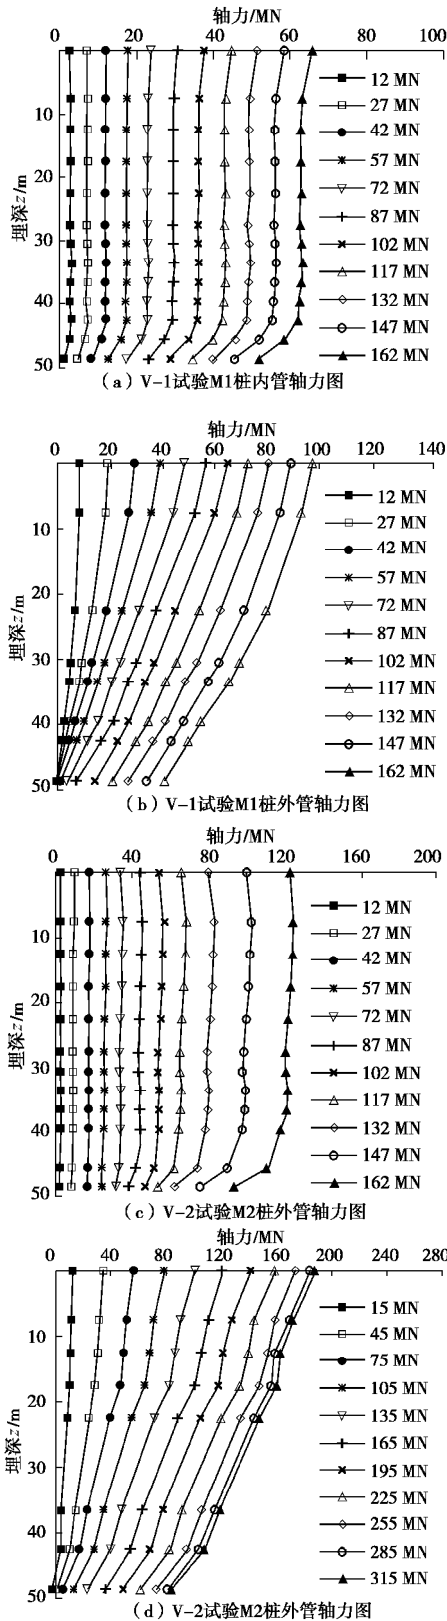 轴力/MN
0 20 40 60 80 100
埋深z/m
10
20
30
40
50
12 MN
27 MN
42 MN
57 MN
72 MN
87 MN
102 MN
117 MN
132 MN
147 MN
162 MN
（a）V-1试验M1桩内管轴力图
轴力/MN
0 20 40 60 80 100 120 140
埋深z/m
10
20
30
40
50
12 MN
27 MN
42 MN
57 MN
72 MN
87 MN
102 MN
117 MN
132 MN
147 MN
162 MN
（b）V-1试验M1桩外管轴力图
轴力/MN
0 40 80 120 160 200
埋深z/m
10
20
30
40
50
12 MN
27 MN
42 MN
57 MN
72 MN
87 MN
102 MN
117 MN
132 MN
147 MN
162 MN
（c）V-2试验M2桩外管轴力图
轴力/MN
0 40 80 120 160 200 240 280
埋深z/m
10
20
30
40
50
15 MN
45 MN
75 MN
105 MN
135 MN
165 MN
195 MN
225 MN
255 MN
285 MN
315 MN
（d）V-2试验M2桩外管轴力图